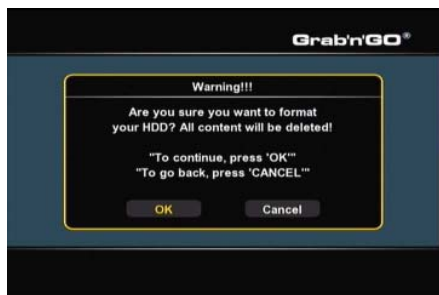 Grab'n'GO®
Warning!!!
Are you sure you want to format
your HDD? All content will be deleted!
"To continue, press 'OK'"
"To go back, press 'CANCEL'"
OK
Cancel